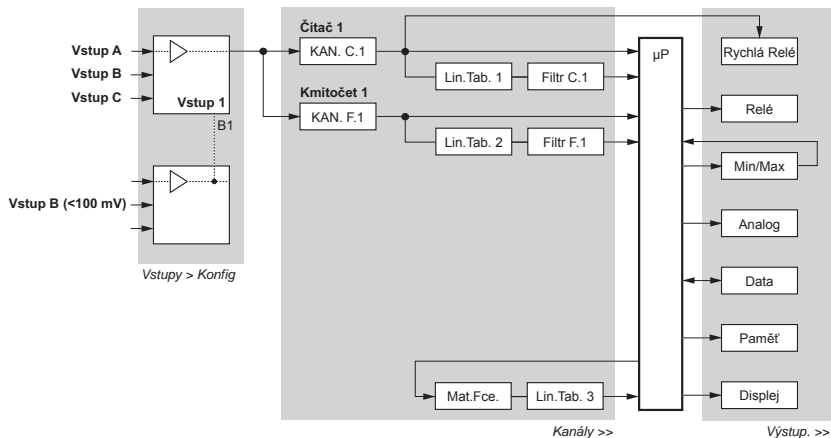 Čítač 1
Vstup A
KAN. C.1
µP
Rychlá Relé
Vstup B
Lin.Tab. 1
Filtr C.1
Vstup C
Vstup 1
Kmitočet 1
KAN. F.1
Relé
B1
Lin.Tab. 2
Filtr F.1
Min/Max
Vstup B (<100 mV)
Analog
Vstupy > Konfig
Data
Paměť
Mat.Fce.
Lin.Tab. 3
Displej
Kanály >>
Výstup. >>